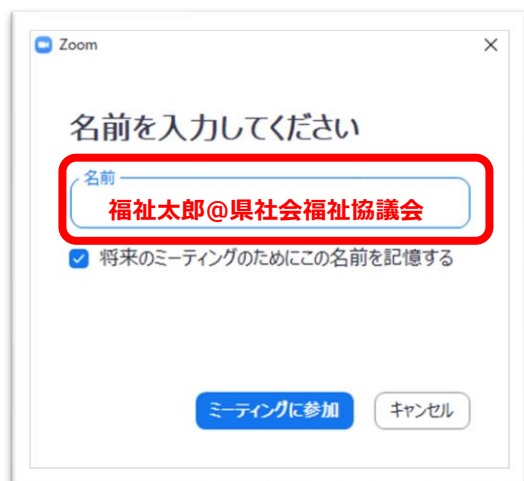 Zoom
名前を入力してください
名前
福祉太郎@県社会福祉協議会
将来のミーティングのためにこの名前を記憶する
ミーティングに参加 キャンセル